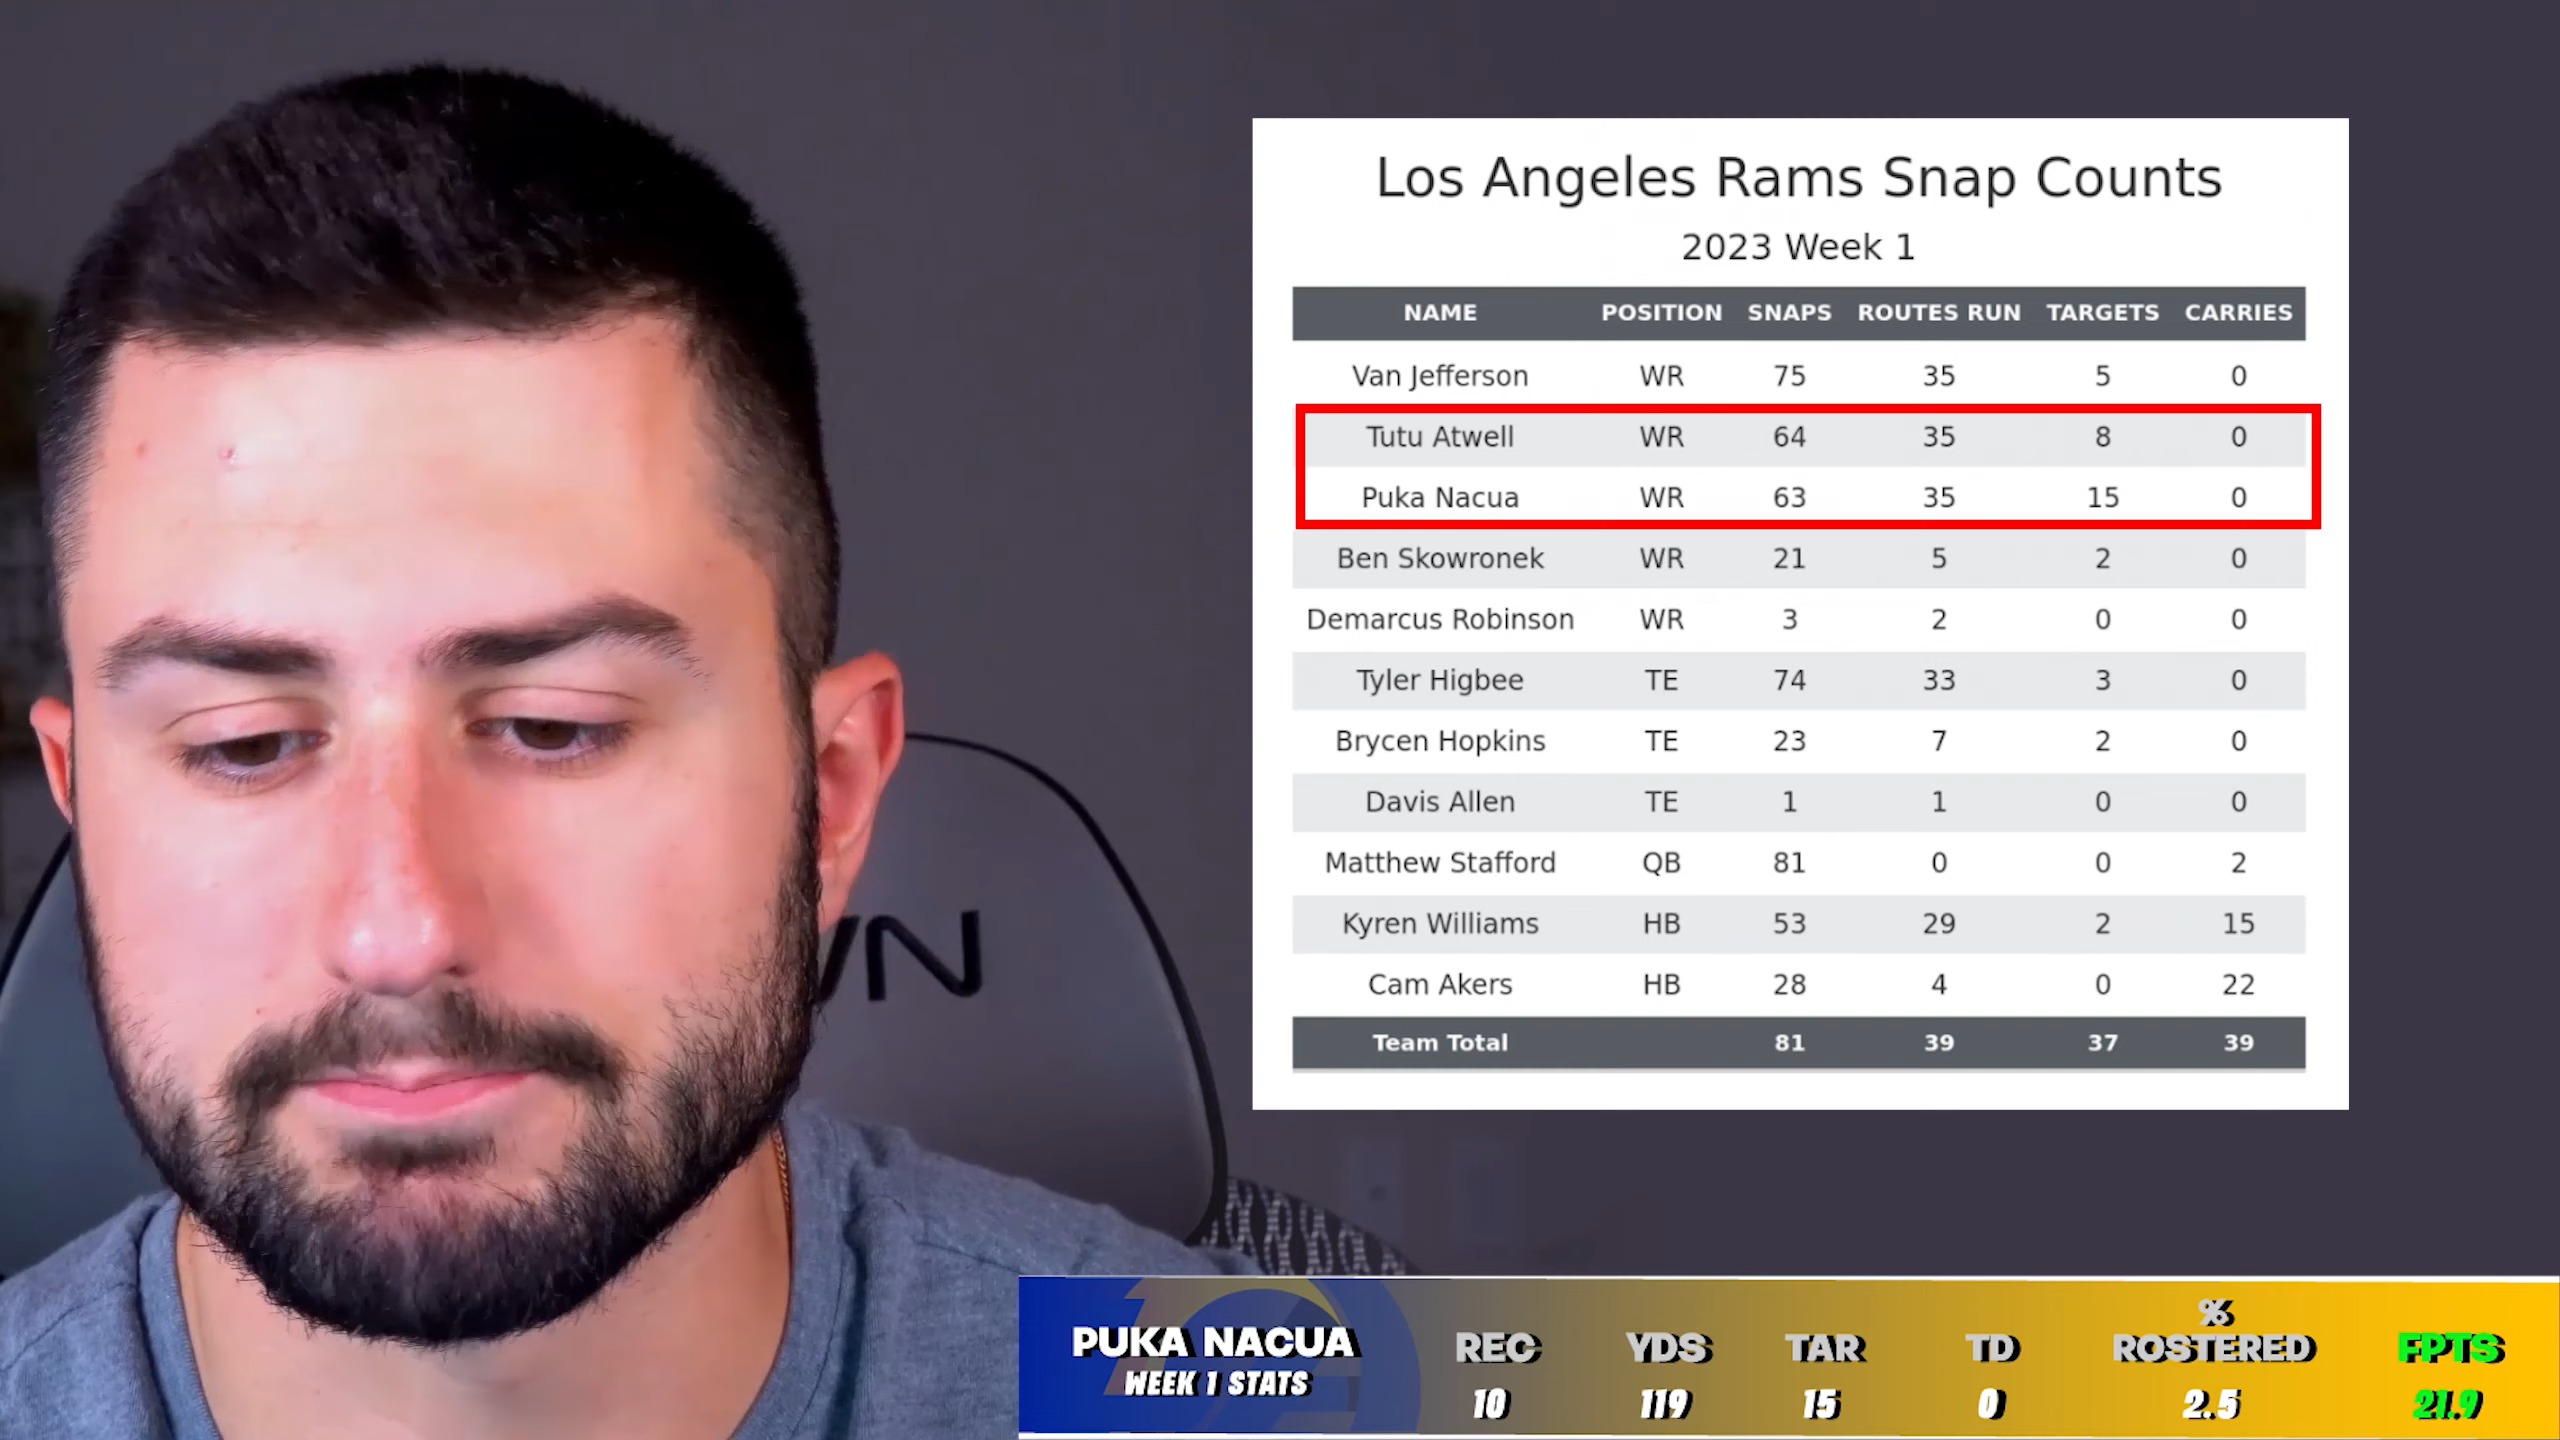 Los Angeles Rams Snap Counts
2023 Week 1
NAME POSITION SNAPS ROUTES RUN TARGETS CARRIES
Van Jefferson WR 75 35 5 0
Tutu Atwell WR 64 35 8 0
Puka Nacua WR 63 35 15 0
Ben Skowronek WR 21 5 2 0
Demarcus Robinson WR 3 2 0 0
Tyler Higbee TE 74 33 3 0
Brycen Hopkins TE 23 7 2 0
Davis Allen TE 1 1 0 0
Matthew Stafford QB 81 0 0 2
Kyren Williams HB 53 29 2 15
Cam Akers HB 28 4 0 22
Team Total 81 39 37 39
PUKA NACUA
WEEK 1 STATS
REC YDS TAR TD % ROSTERED FPTS
10 119 15 0 2.5 21.9